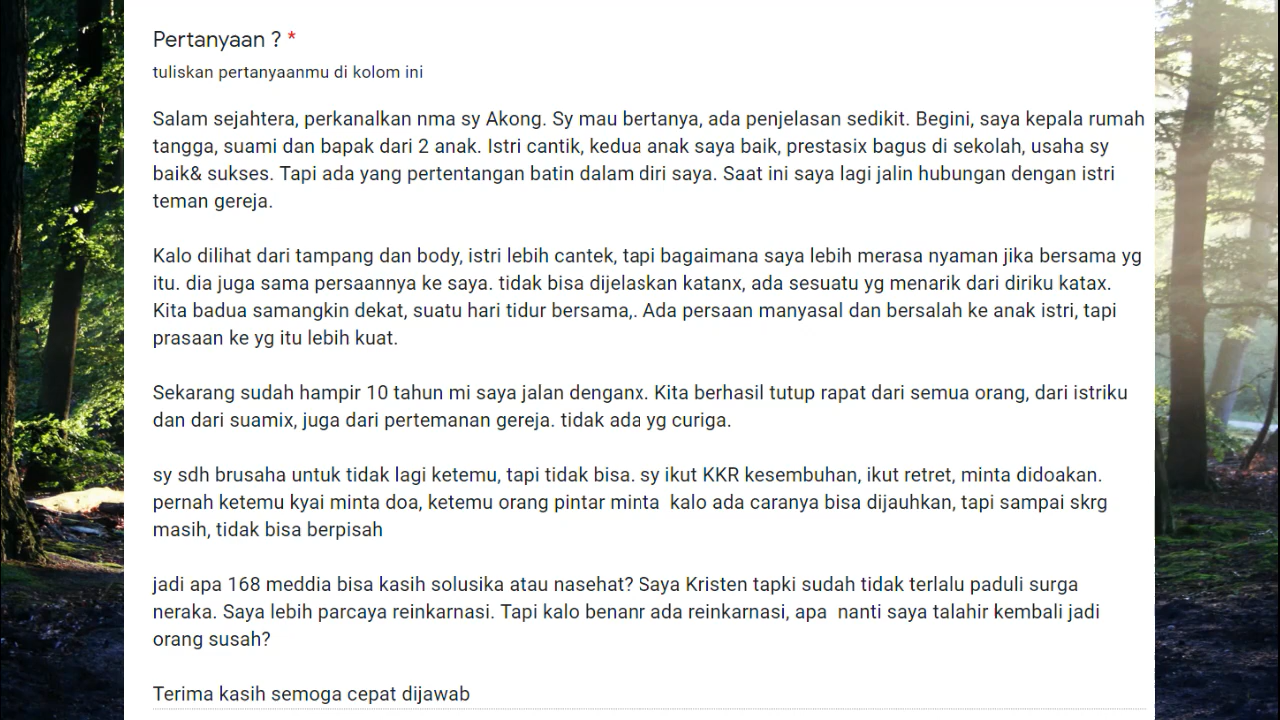 Pertanyaan ? *
tuliskan pertanyaanmu di kolom ini
Salam sejahtera, perkanalkan nma sy Akong. Sy mau bertanya, ada penjelasan sedikit. Begini, saya kepala rumah
tangga, suami dan bapak dari 2 anak. Istri cantik, kedua anak saya baik, prestasix bagus di sekolah, usaha sy
baik& sukses. Tapi ada yang pertentangan batin dalam diri saya. Saat ini saya lagi jalin hubungan dengan istri
teman gereja.
Kalo dilihat dari tampang dan body, istri lebih cantek, tapi bagaimana saya lebih merasa nyaman jika bersama yg
itu. dia juga sama persaannya ke saya. tidak bisa dijelaskan katanx, ada sesuatu yg menarik dari diriku katax.
Kita badua samangkin dekat, suatu hari tidur bersama,. Ada persaan manyasal dan bersalah ke anak istri, tapi
prasaan ke yg itu lebih kuat.
Sekarang sudah hampir 10 tahun mi saya jalan denganx. Kita berhasil tutup rapat dari semua orang, dari istriku
dan dari suamix, juga dari pertemanan gereja. tidak ada yg curiga.
sy sdh brusaha untuk tidak lagi ketemu, tapi tidak bisa. sy ikut KKR kesembuhan, ikut retret, minta didoakan.
pernah ketemu kyai minta doa, ketemu orang pintar minta kalo ada caranya bisa dijauhkan, tapi sampai skrg
masih, tidak bisa berpisah
jadi apa 168 meddia bisa kasih solusika atau nasehat? Saya Kristen tapki sudah tidak terlalu paduli surga
neraka. Saya lebih parcaya reinkarnasi. Tapi kalo benanr ada reinkarnasi, apa nanti saya talahir kembali jadi
orang susah?
Terima kasih semoga cepat dijawab